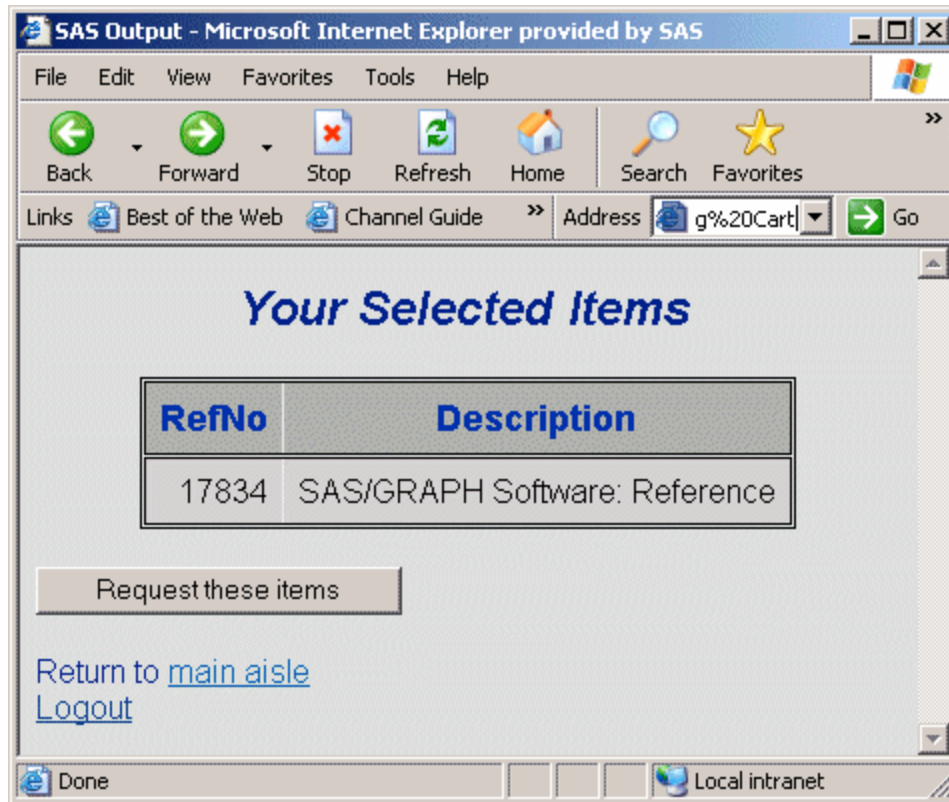 SAS Output - Microsoft Internet Explorer provided by SAS
File Edit View Favorites Tools Help
Back Forward Stop Refresh Home Search Favorites »
Links Best of the Web Channel Guide » Address g%20Cart Go
Your Selected Items
RefNo Description
17834 SAS/GRAPH Software: Reference
Request these items
Return to main aisle
Logout
Done Local intranet